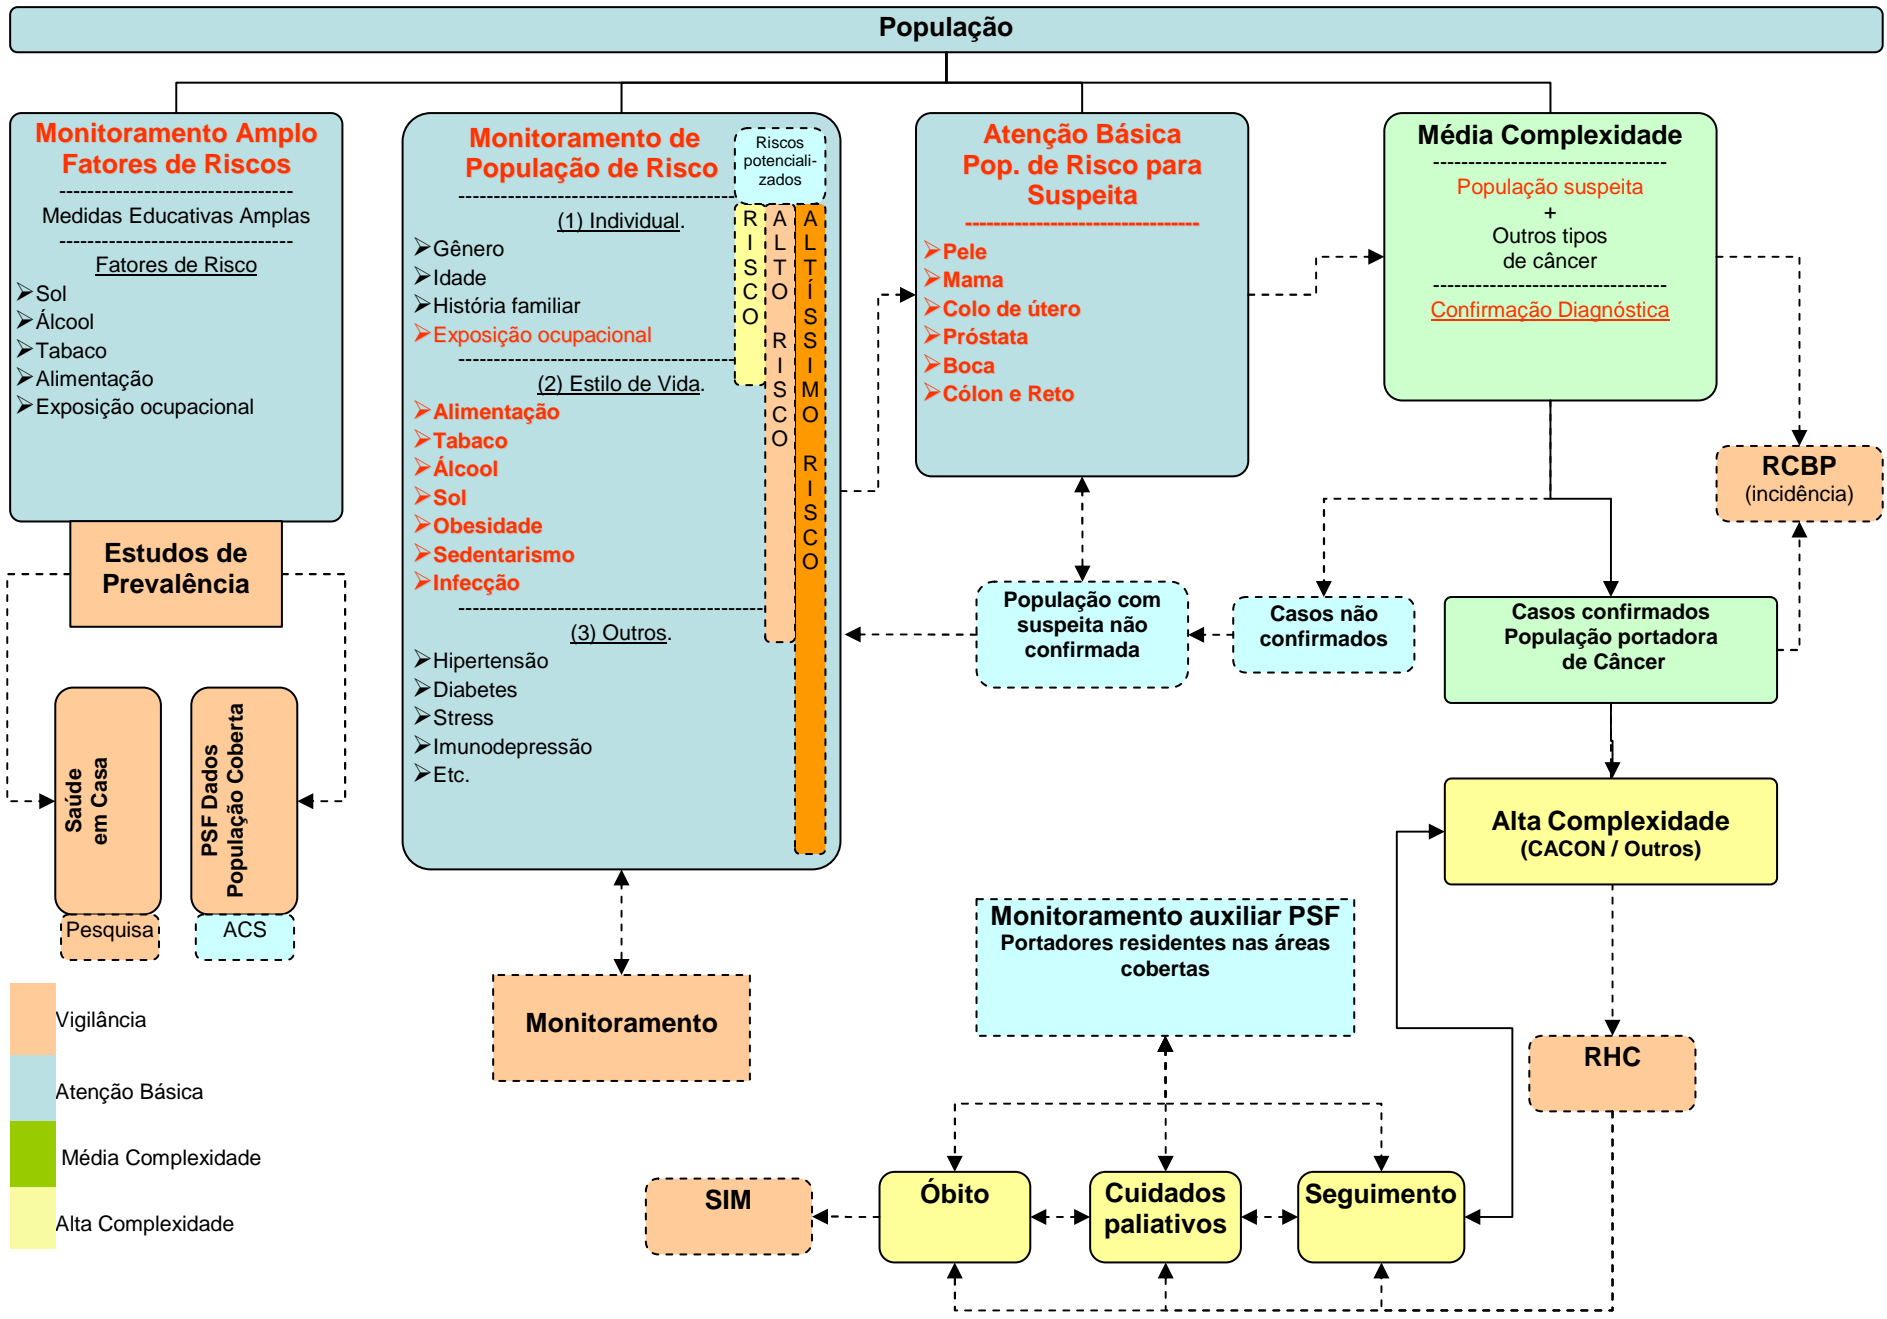 População
Monitoramento Amplo
Fatores de Riscos
Medidas Educativas Amplas
Fatores de Risco
Sol
Álcool
Tabaco
Alimentação
Exposição ocupacional
Estudos de
Prevalência
Saúde
em Casa
PSF Dados
População Coberta
Pesquisa
ACS
Monitoramento de
População de Risco
Riscos
potenciali-
zados
(1) Individual.
Gênero
Idade
História familiar
Exposição ocupacional
(2) Estilo de Vida.
Alimentação
Tabaco
Álcool
Sol
Obesidade
Sedentarismo
Infecção
(3) Outros.
Hipertensão
Diabetes
Stress
Imunodepressão
Etc.
RISCO
ALTO RISCO
ALTÍSSIMO RISCO
Monitoramento
Atenção Básica
Pop. de Risco para
Suspeita
Pele
Mama
Colo de útero
Próstata
Boca
Cólon e Reto
Média Complexidade
População suspeita
+
Outros tipos
de câncer
Confirmação Diagnóstica
RCBP
(incidência)
População com
suspeita não
confirmada
Casos não
confirmados
Casos confirmados
População portadora
de Câncer
Alta Complexidade
(CACON / Outros)
Monitoramento auxiliar PSF
Portadores residentes nas áreas
cobertas
RHC
SIM
Óbito
Cuidados
paliativos
Seguimento
Vigilância
Atenção Básica
Média Complexidade
Alta Complexidade